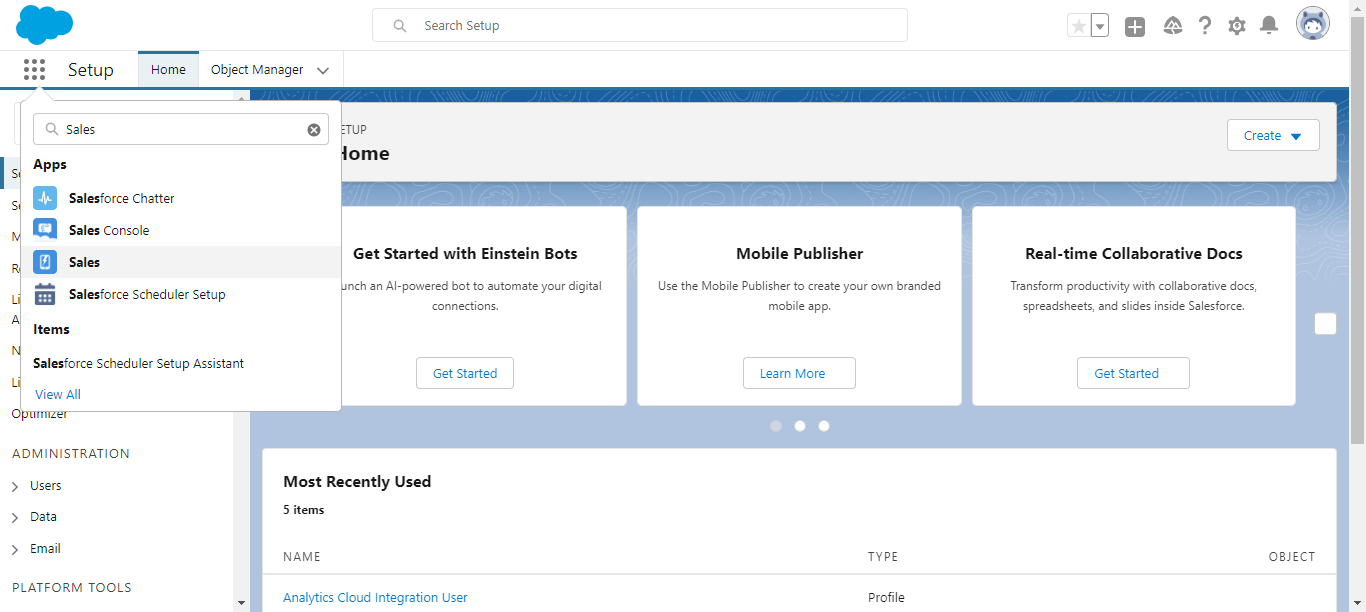 Search Setup
Setup
Home
Object Manager
Sales
Apps
Salesforce Chatter
Sales Console
Sales
Salesforce Scheduler Setup
Items
Salesforce Scheduler Setup Assistant
View All
Optimizer
ADMINISTRATION
Users
Data
Email
PLATFORM TOOLS
ETUP
Home
Create
Get Started with Einstein Bots
unch an AI-powered bot to automate your digital
connections.
Get Started
Mobile Publisher
Use the Mobile Publisher to create your own branded
mobile app.
Learn More
Real-time Collaborative Docs
Transform productivity with collaborative docs,
spreadsheets, and slides inside Salesforce.
Get Started
Most Recently Used
5 items
NAME TYPE OBJECT
Analytics Cloud Integration User Profile